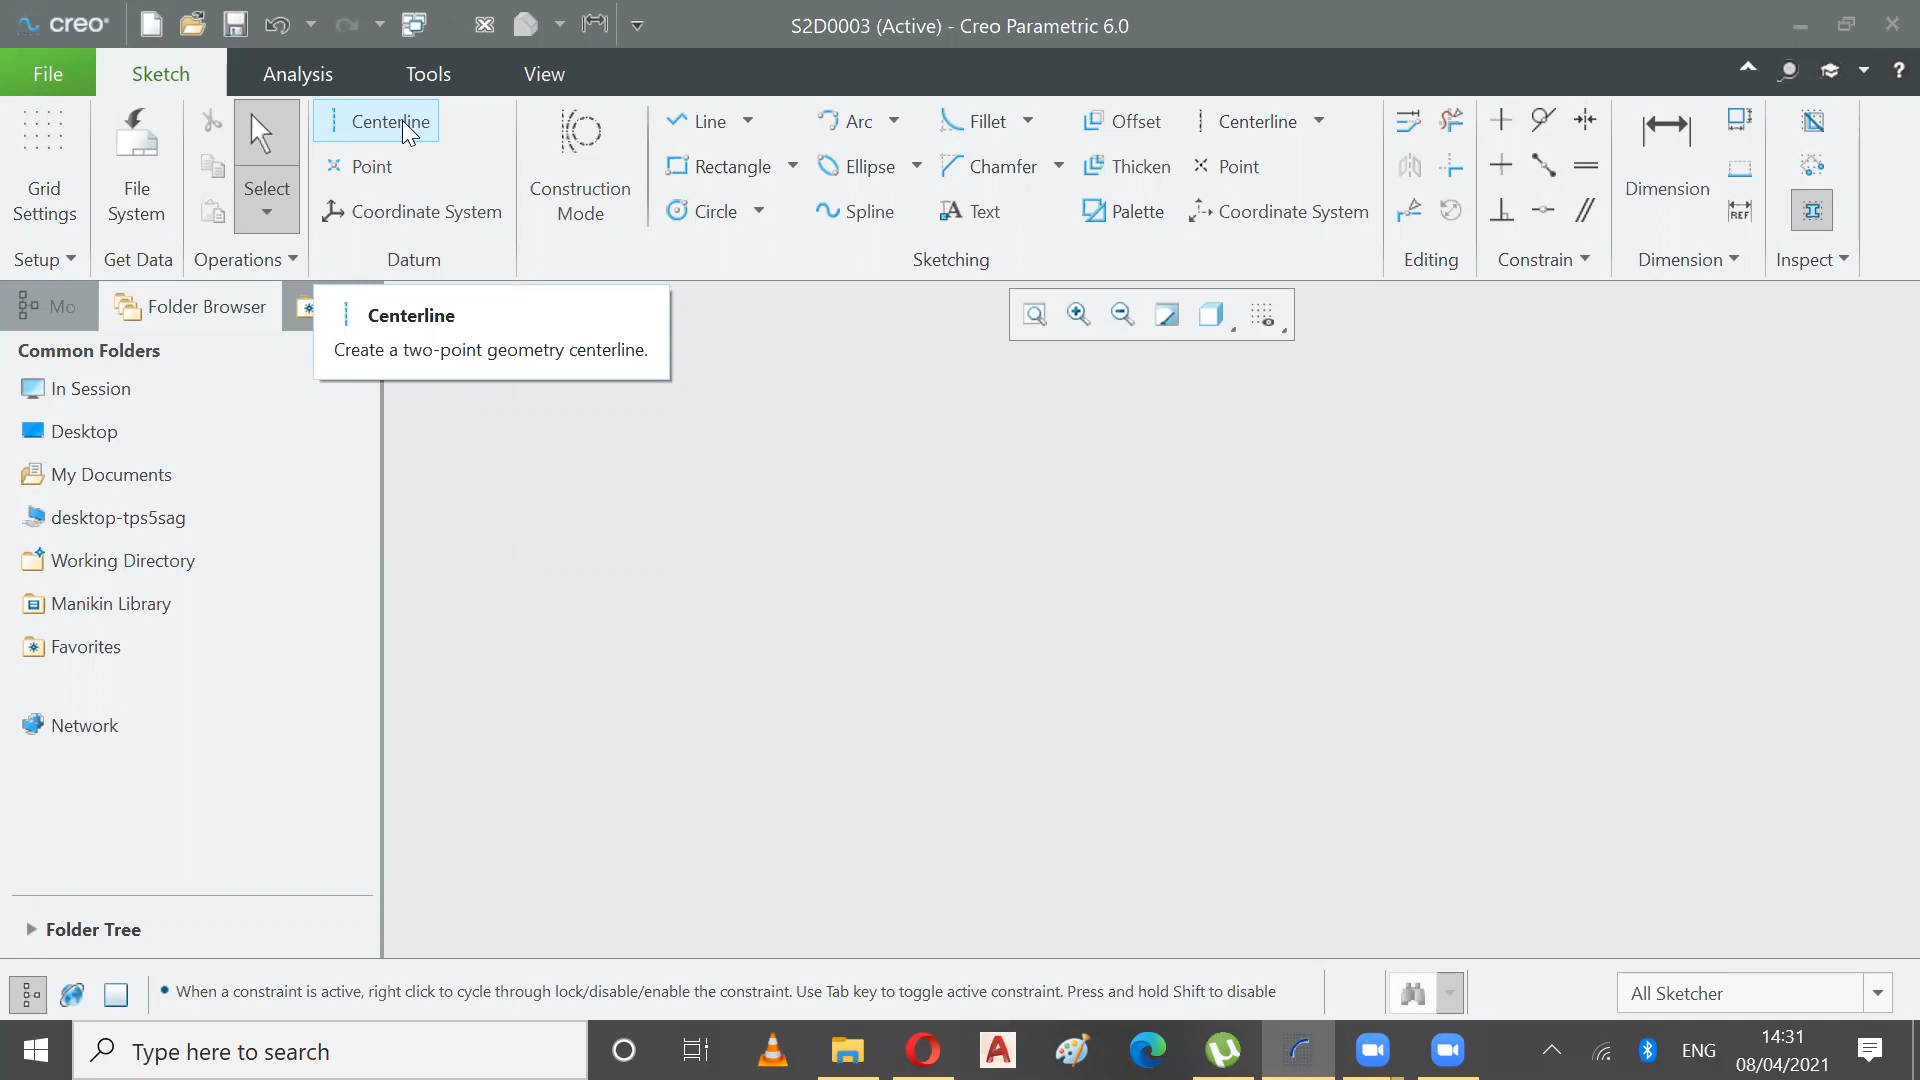 creo
S2D0003 (Active) - Creo Parametric 6.0
File
Sketch
Analysis
Tools
View
?
Grid
Settings
Setup
File
System
Get Data
Select
Operations
Centerline
Point
Coordinate System
Datum
Construction
Mode
Line
Rectangle
Circle
Arc
Ellipse
Spline
Fillet
Chamfer
Text
Offset
Thicken
Palette
Centerline
Point
Coordinate System
Sketching
Editing
Constrain
Dimension
REF
Dimension
Inspect
Mo
Folder Browser
Centerline
Create a two-point geometry centerline.
Common Folders
In Session
Desktop
My Documents
desktop-tps5sag
Working Directory
Manikin Library
Favorites
Network
Folder Tree
When a constraint is active, right click to cycle through lock/disable/enable the constraint. Use Tab key to toggle active constraint. Press and hold Shift to disable
All Sketcher
Type here to search
A
ENG
14:31
08/04/2021